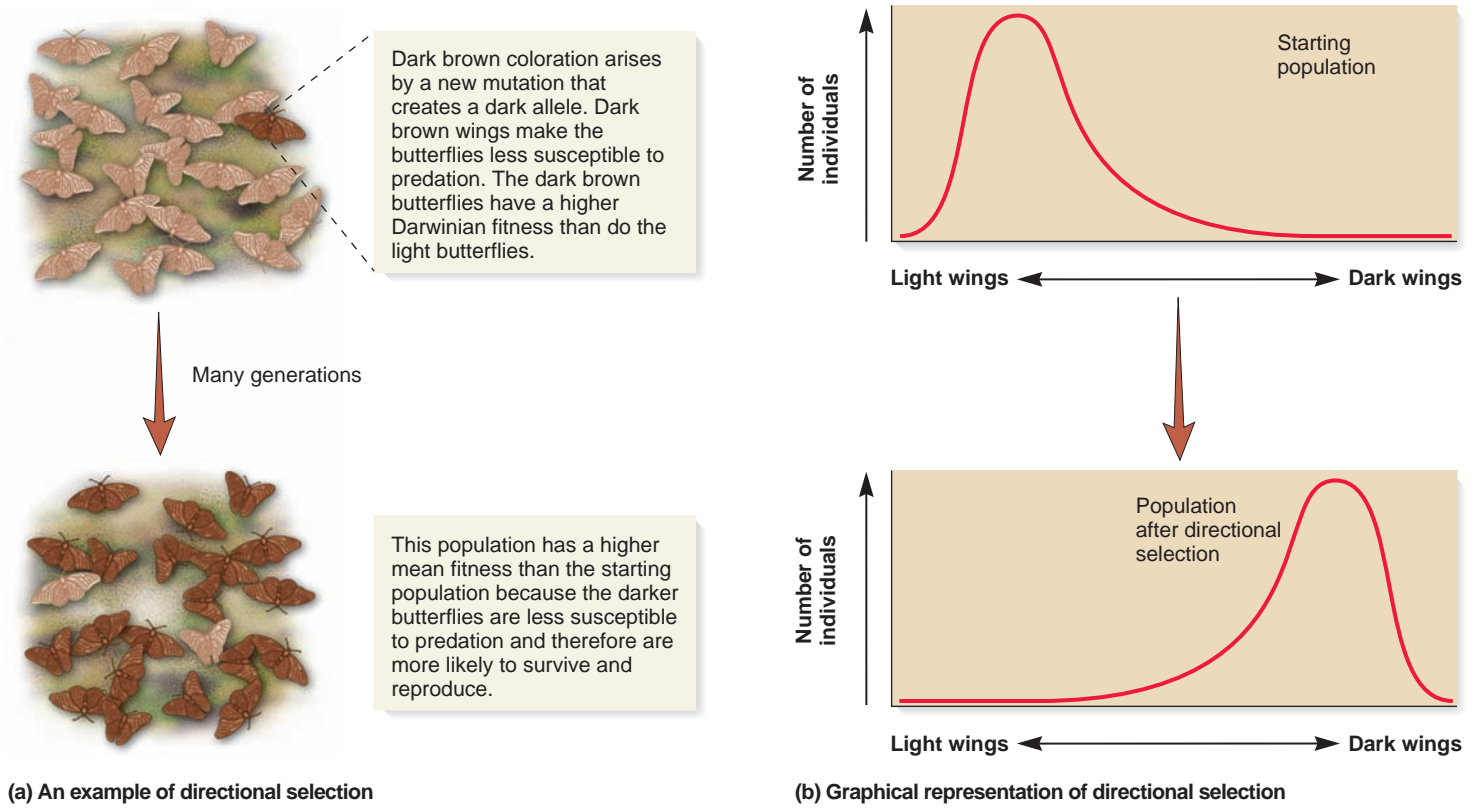 Dark brown coloration arises
by a new mutation that
creates a dark allele. Dark
brown wings make the
butterflies less susceptible to
predation. The dark brown
butterflies have a higher
Darwinian fitness than do the
light butterflies.
Many generations
This population has a higher
mean fitness than the starting
population because the darker
butterflies are less susceptible
to predation and therefore are
more likely to survive and
reproduce.
(a) An example of directional selection
Number of
individuals
Starting
population
Light wings
Dark wings
Number of
individuals
Population
after directional
selection
Light wings
Dark wings
(b) Graphical representation of directional selection